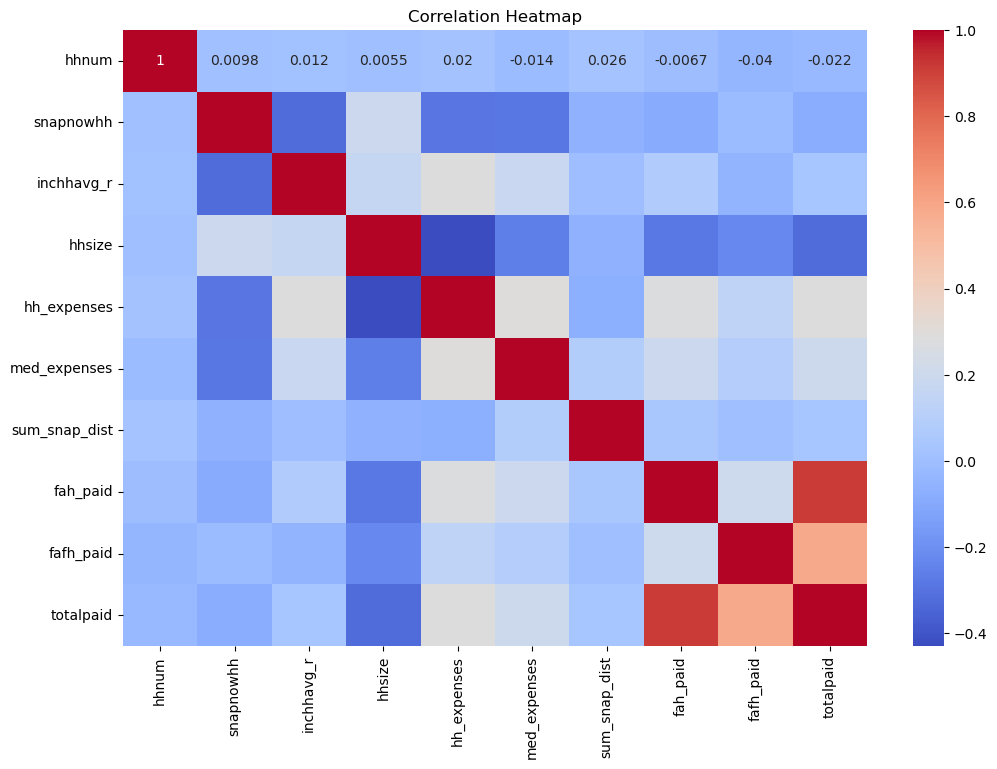 Correlation Heatmap
hhnum
1 0.0098 0.012 0.0055 0.02 -0.014 0.026 -0.0067 -0.04 -0.022
snapnowhh
inchhavg_r
hhsize
hh_expenses
med_expenses
sum_snap_dist
fah_paid
fafh_paid
totalpaid
hhnum
snapnowhh
inchhavg_r
hhsize
hh_expenses
med_expenses
sum_snap_dist
fah_paid
fafh_paid
totalpaid
1.0
0.8
0.6
0.4
0.2
0.0
−0.2
−0.4